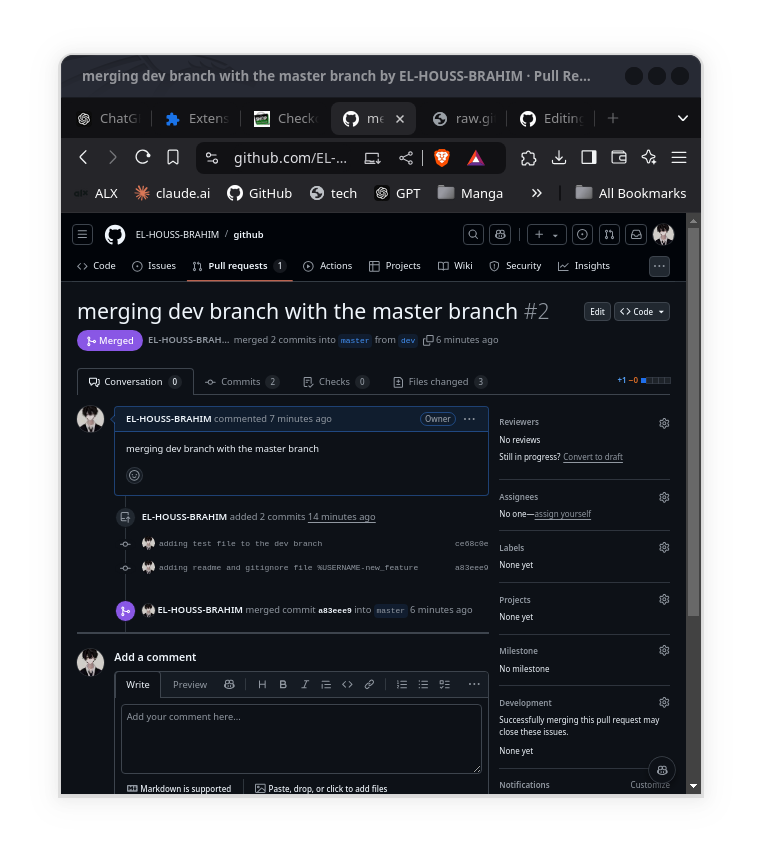 merging dev branch with the master branch by EL-HOUSS-BRAHIM · Pull Re...
ChatG Extens Check me raw.git Editing
github.com/EL-...
ALX claude.ai GitHub tech GPT Manga » All Bookmarks
EL-HOUSS-BRAHIM / github
Code Issues Pull requests 1 Actions Projects Wiki Security Insights
merging dev branch with the master branch #2 Edit Code
Merged EL-HOUSS-BRAH... merged 2 commits into master from dev 6 minutes ago
Conversation 0 Commits 2 Checks 0 Files changed 3 +1 −0
EL-HOUSS-BRAHIM commented 7 minutes ago Owner
merging dev branch with the master branch
EL-HOUSS-BRAHIM added 2 commits 14 minutes ago
adding test file to the dev branch ce68c0e
adding readme and gitignore file %USERNAME-new_feature a83eee9
EL-HOUSS-BRAHIM merged commit a83eee9 into master 6 minutes ago
Add a comment
Write Preview H B I
Add your comment here...
Markdown is supported Paste, drop, or click to add files
Reviewers
No reviews
Still in progress? Convert to draft
Assignees
No one—assign yourself
Labels
None yet
Projects
None yet
Milestone
No milestone
Development
Successfully merging this pull request may
close these issues.
None yet
Notifications Customize